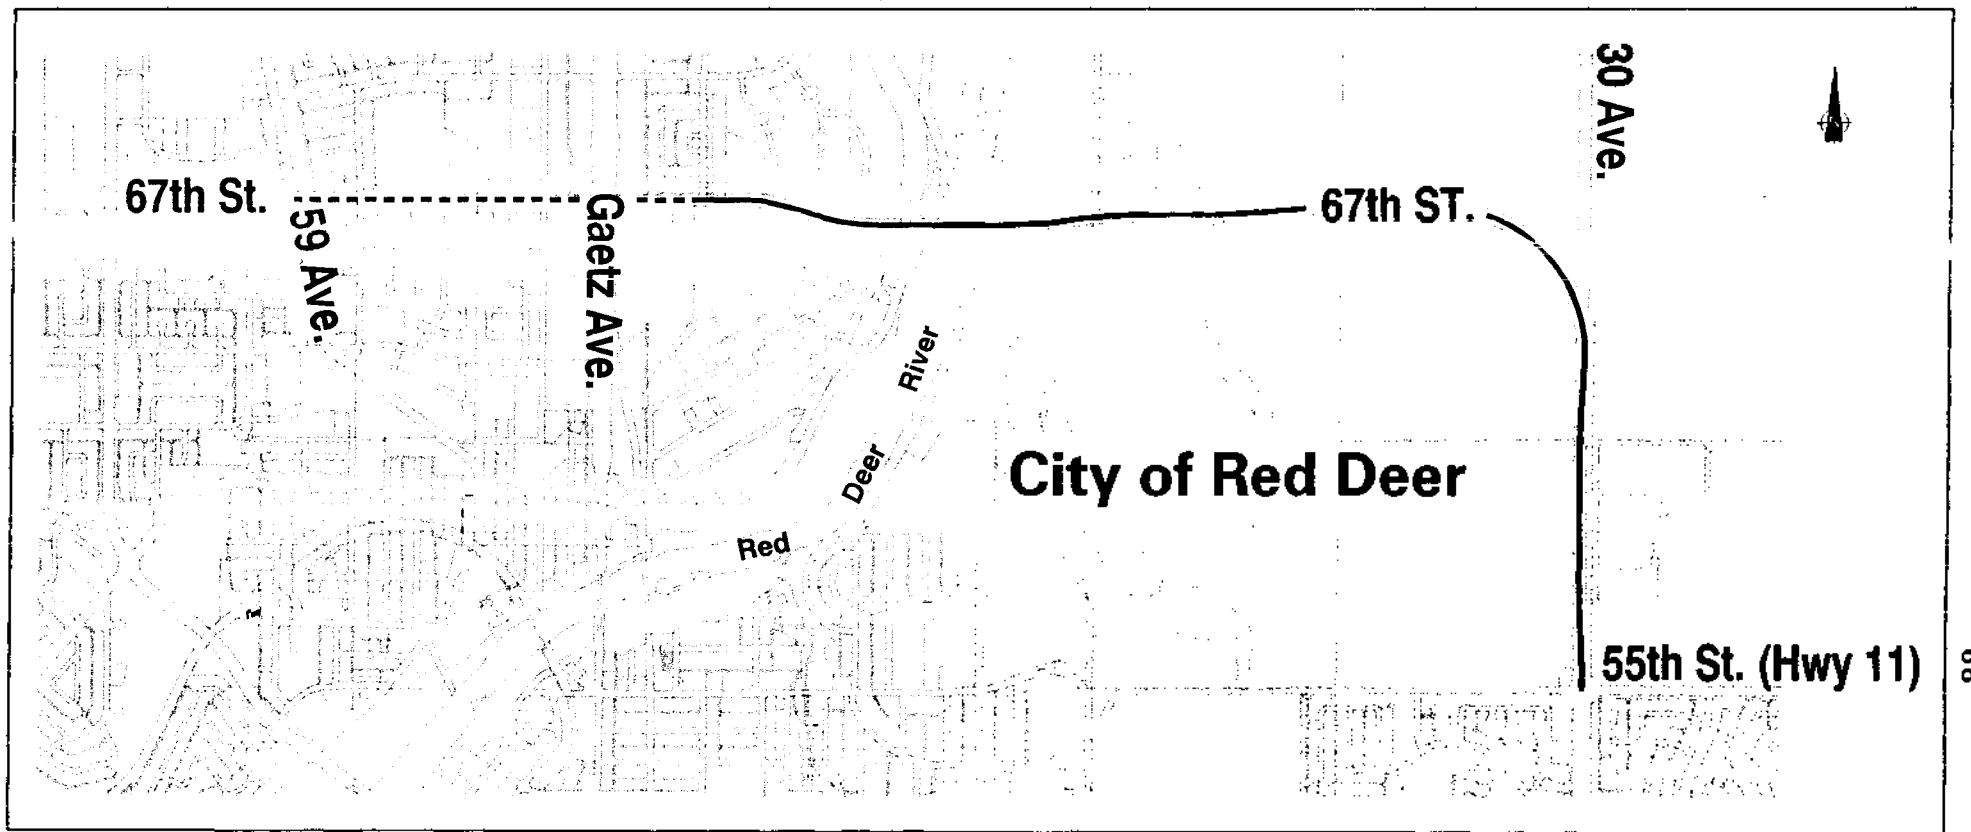 30 Ave.
67th St.
59 Ave.
Gaetz Ave.
67th ST.
River
Deer
Red
City of Red Deer
55th St. (Hwy 11)